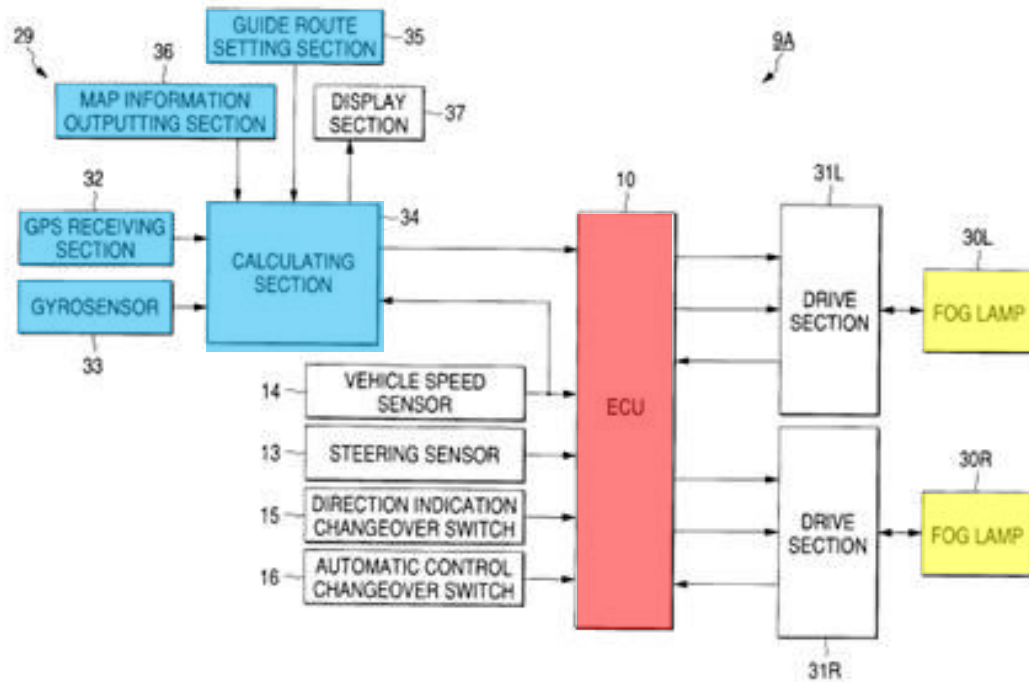 29
36
GUIDE ROUTE
SETTING SECTION
35
9A
MAP INFORMATION
OUTPUTTING SECTION
DISPLAY
SECTION
37
32
GPS RECEIVING
SECTION
34
CALCULATING
SECTION
10
31L
30L
GYROSENSOR
33
DRIVE
SECTION
FOG LAMP
14
VEHICLE SPEED
SENSOR
ECU
13
STEERING SENSOR
30R
15
DIRECTION INDICATION
CHANGEOVER SWITCH
DRIVE
SECTION
FOG LAMP
16
AUTOMATIC CONTROL
CHANGEOVER SWITCH
31R